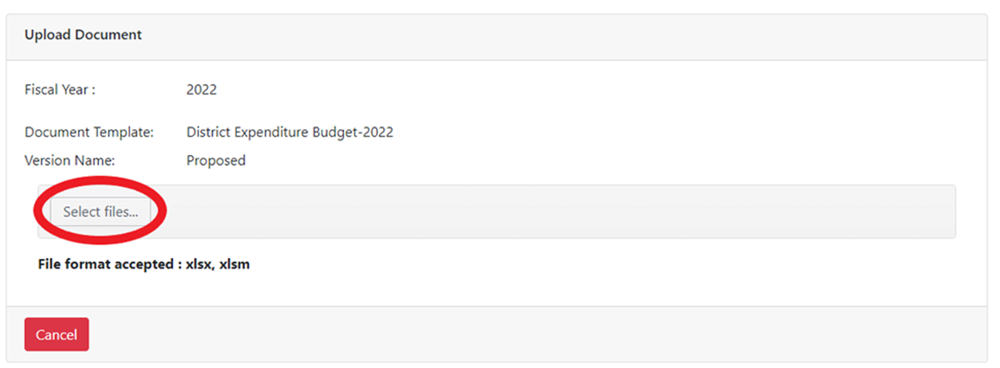 Upload Document
Fiscal Year : 2022
Document Template: District Expenditure Budget-2022
Version Name: Proposed
Select files...
File format accepted : xlsx, xlsm
Cancel